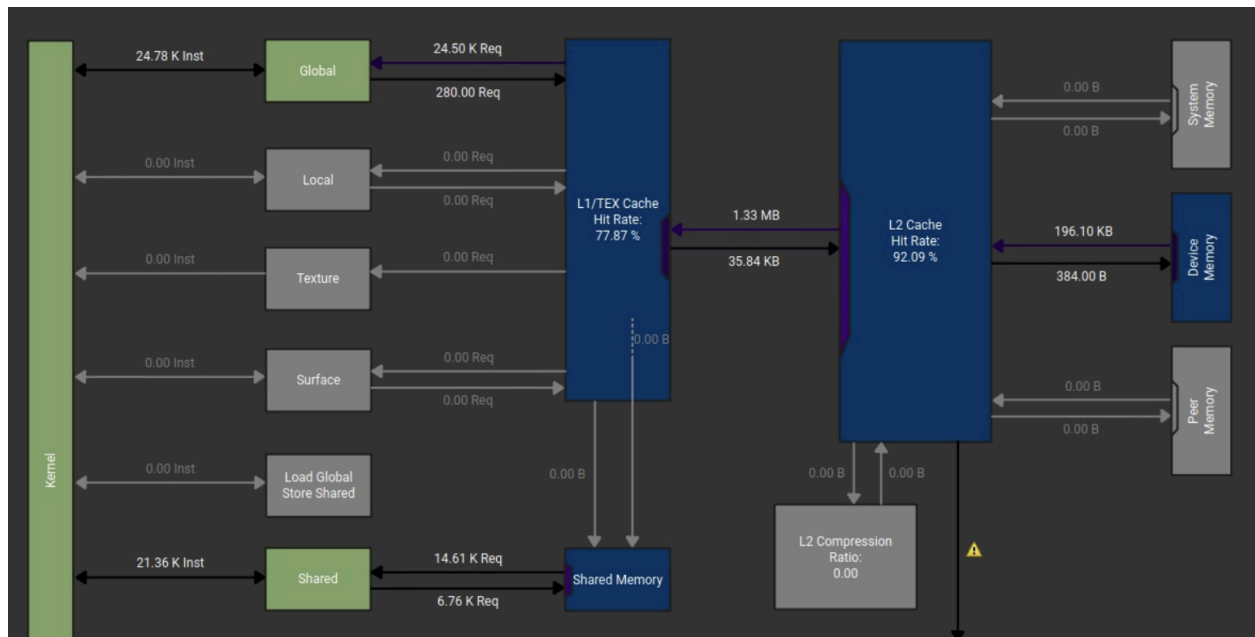 24.78 K Inst
Global
24.50 K Req
280.00 Req
0.00 Inst
Local
0.00 Req
0.00 Req
L1/TEX Cache
Hit Rate:
77.87 %
0.00 Inst
Texture
0.00 Req
0.00 Inst
Surface
0.00 Req
0.00 Req
0.00 B
0.00 Inst
Load Global
Store Shared
0.00 B
Kernel
21.36 K Inst
Shared
14.61 K Req
6.76 K Req
Shared Memory
1.33 MB
35.84 KB
L2 Cache
Hit Rate:
92.09 %
0.00 B
0.00 B
System
Memory
196.10 KB
384.00 B
Device
Memory
0.00 B
0.00 B
Peer
Memory
0.00 B
0.00 B
L2 Compression
Ratio:
0.00